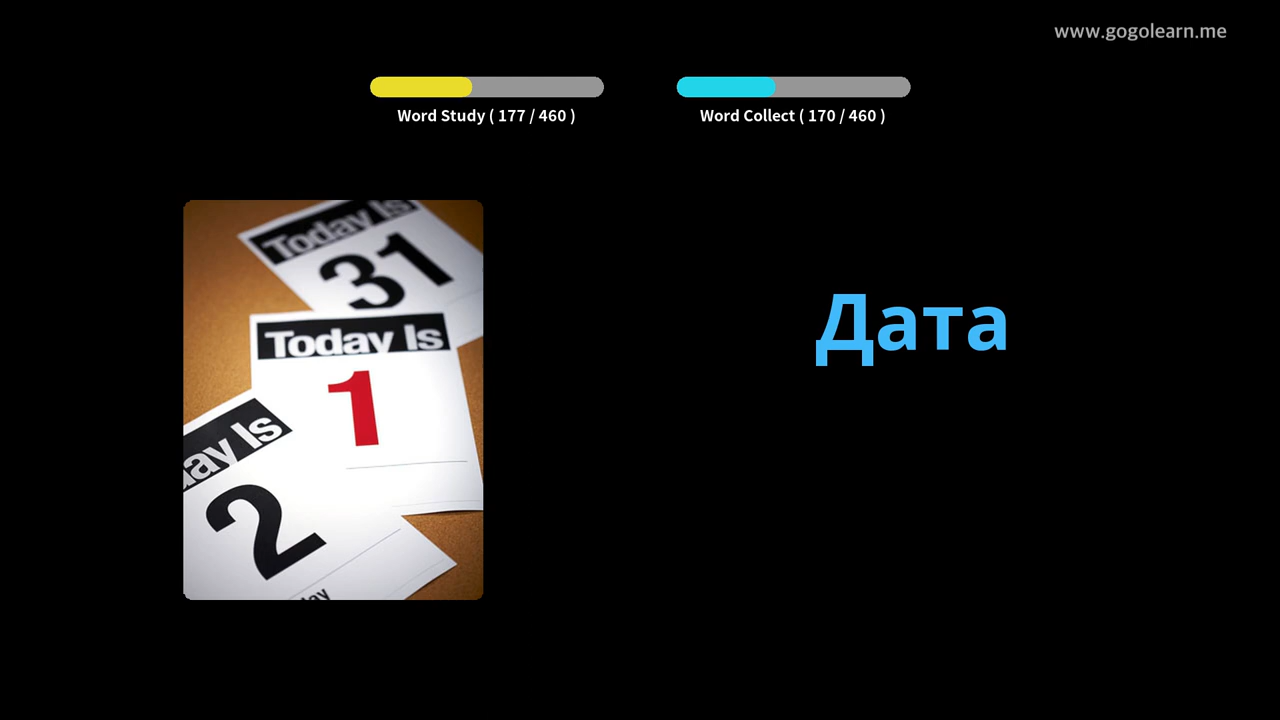 www.gogolearn.me
Word Study ( 177 / 460 )
Word Collect ( 170 / 460 )
Today Is
31
Today Is
1
ay Is
2
ay
Дата